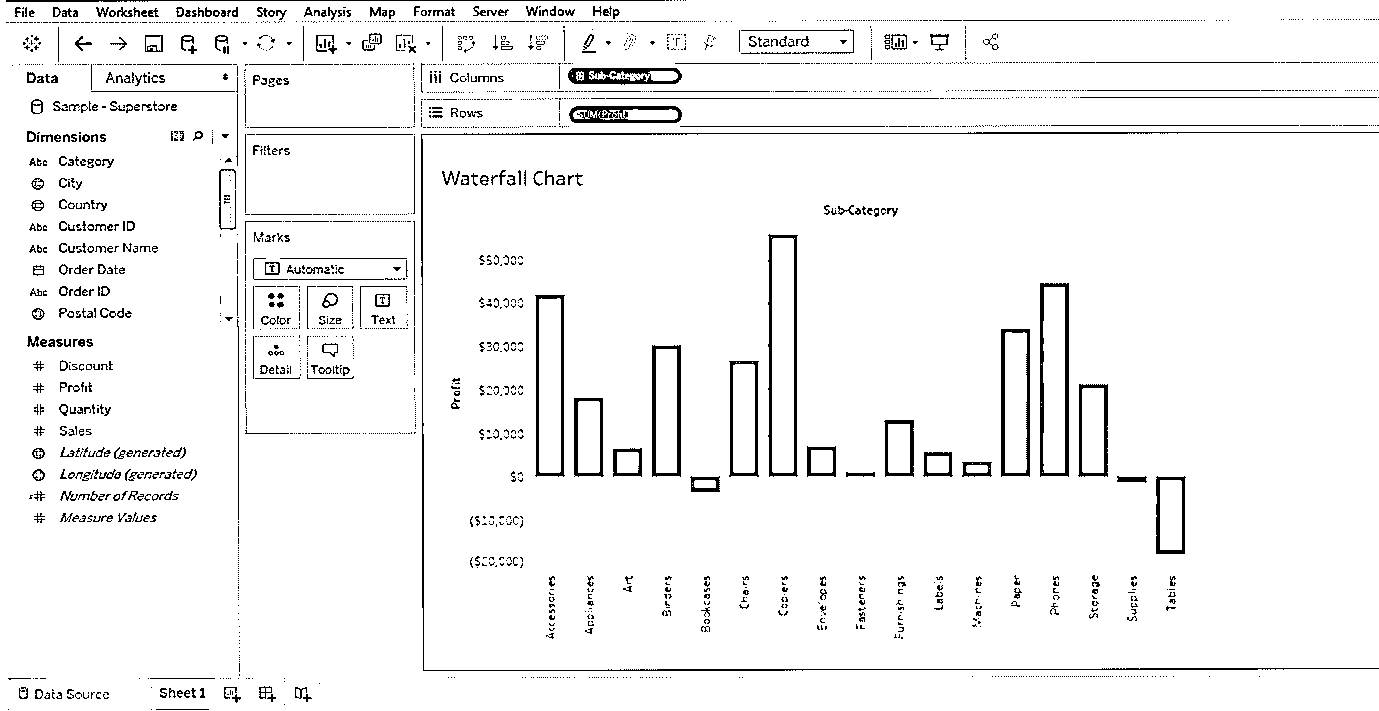 File Data Worksheet Dashboard Story Analysis Map Format Server Window Help
Standard
Data Analytics
Sample - Superstore
Dimensions
Abc Category
City
Country
Abc Customer ID
Abc Customer Name
Order Date
Abc Order ID
Postal Code
Measures
# Discount
# Profit
# Quantity
# Sales
Latitude (generated)
Longitude (generated)
# Number of Records
# Measure Values
Pages
Filters
Marks
Automatic
Color Size Text
Detail Tooltip
Columns Sub-Category
Rows SUM(Profit)
Waterfall Chart
Sub-Category
Profit
$50,000
$40,000
$30,000
$20,000
$10,000
$0
($10,000)
($20,000)
Accessories
Appliances
Art
Binders
Bookcases
Chairs
Copiers
Envelopes
Fasteners
Furnishings
Labels
Machines
Paper
Phones
Storage
Supplies
Tables
Data Source Sheet 1